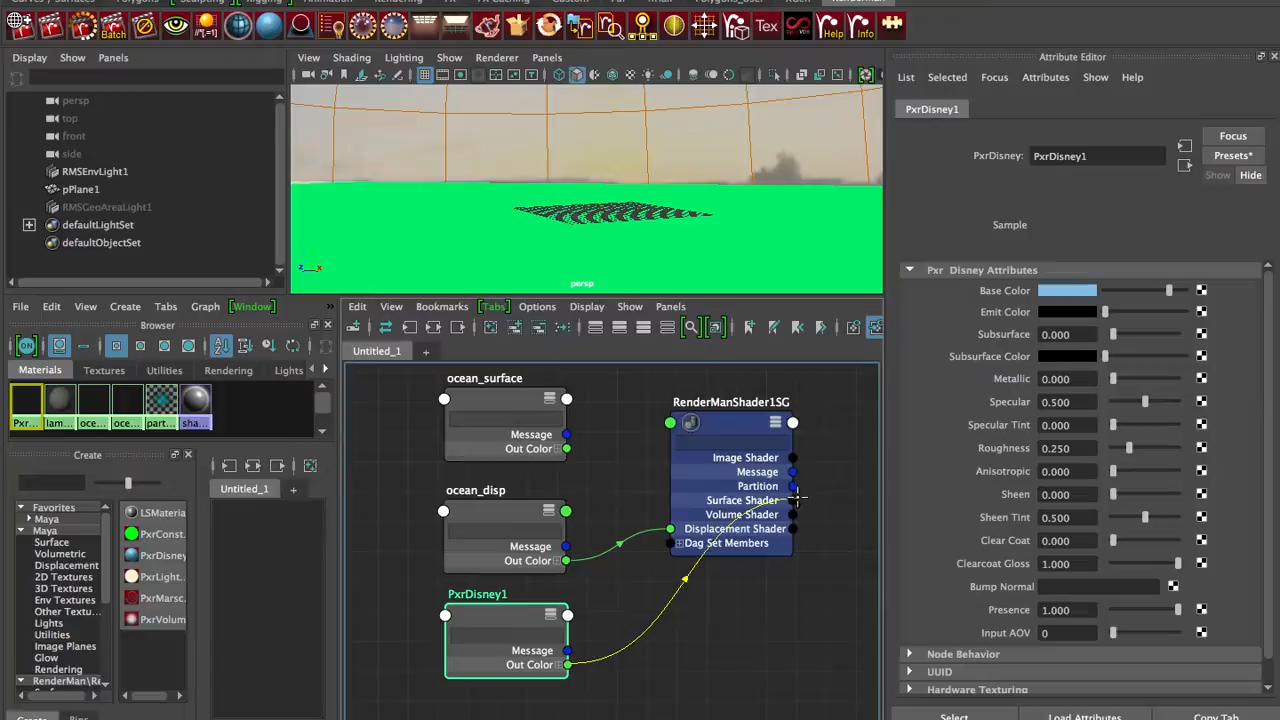 Batch
Tex
Help
Info
Display Show Panels
persp
top
front
side
RMSEnvLight1
pPlane1
RMSGeoAreaLight1
defaultLightSet
defaultObjectSet
View Shading Lighting Show Renderer Panels
persp
z x
File Edit View Create Tabs Graph [Window] »
Browser
ON
Materials Textures Utilities Rendering Lights
Pxr... lam... oce... oce... part... sha...
Create
Untitled_1 +
Favorites
Maya
Maya
Surface
Volumetric
Displacement
2D Textures
3D Textures
Env Textures
Other Textu..
Lights
Utilities
Image Planes
Glow
Rendering
RenderMan\R
LSMateria
PxrConst.
PxrDisney
PxrLight..
PxrMarsc.
PxrVolum
Edit View Bookmarks [Tabs] Options Display Show Panels
Untitled_1 +
ocean_surface
Message
Out Color
ocean_disp
Message
Out Color
PxrDisney1
Message
Out Color
RenderManShader1SG
Image Shader
Message
Partition
Surface Shader
Volume Shader
Displacement Shader
Dag Set Members
Attribute Editor
List Selected Focus Attributes Show Help
PxrDisney1
PxrDisney: PxrDisney1
Focus
Presets*
Show Hide
Sample
Pxr Disney Attributes
Base Color
Emit Color
Subsurface 0.000
Subsurface Color
Metallic 0.000
Specular 0.500
Specular Tint 0.000
Roughness 0.250
Anisotropic 0.000
Sheen 0.000
Sheen Tint 0.500
Clear Coat 0.000
Clearcoat Gloss 1.000
Bump Normal
Presence 1.000
Input AOV 0
Node Behavior
UUID
Hardware Texturing
Select Load Attributes Copy Tab